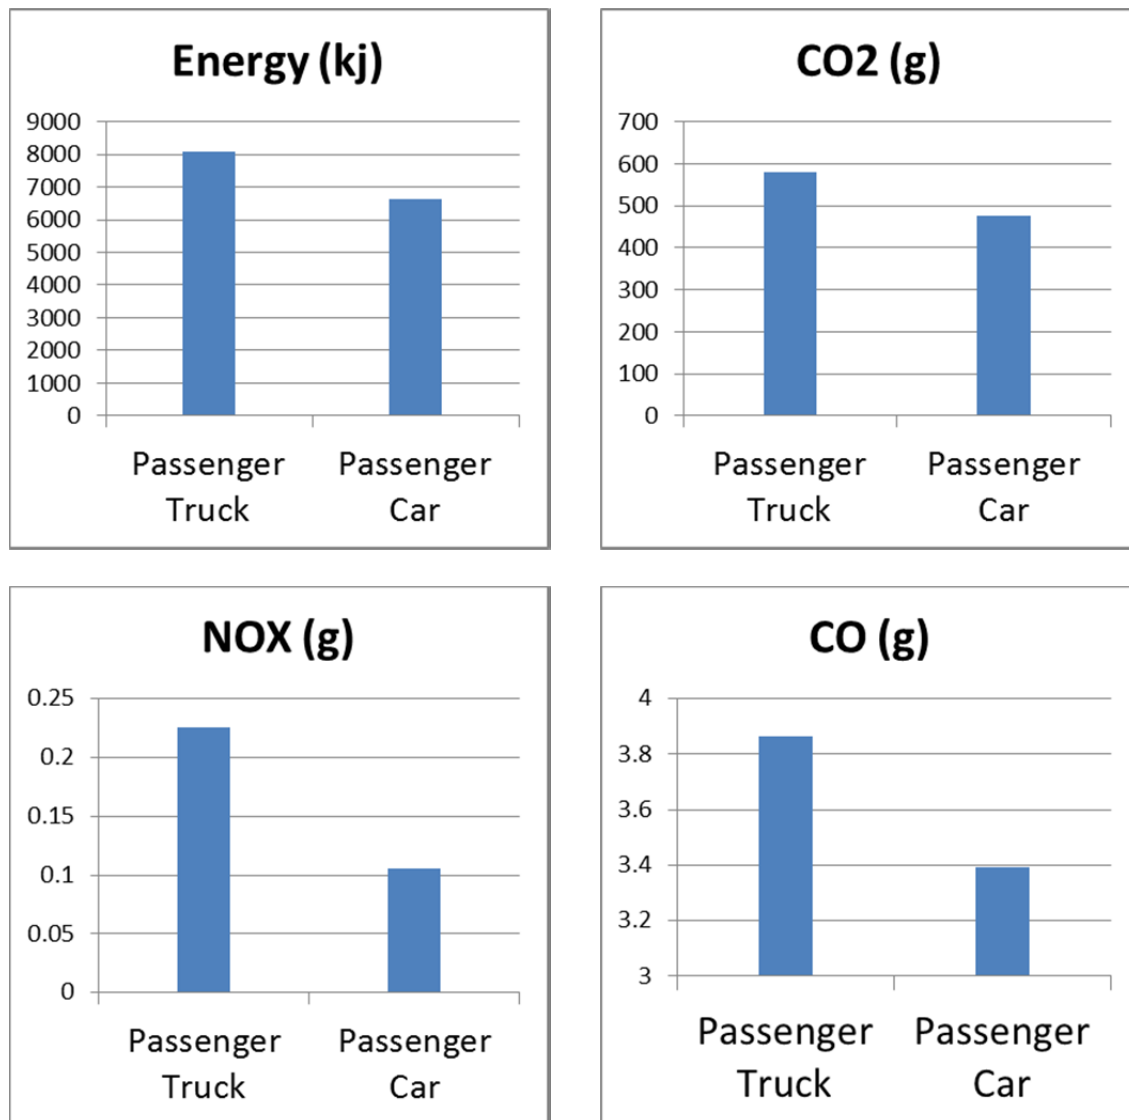 Energy (kj)
9000
8000
7000
6000
5000
4000
3000
2000
1000
0
Passenger
Truck
Passenger
Car
CO2 (g)
700
600
500
400
300
200
100
0
Passenger
Truck
Passenger
Car
NOX (g)
0.25
0.2
0.15
0.1
0.05
0
Passenger
Truck
Passenger
Car
CO (g)
4
3.8
3.6
3.4
3.2
3
Passenger
Truck
Passenger
Car